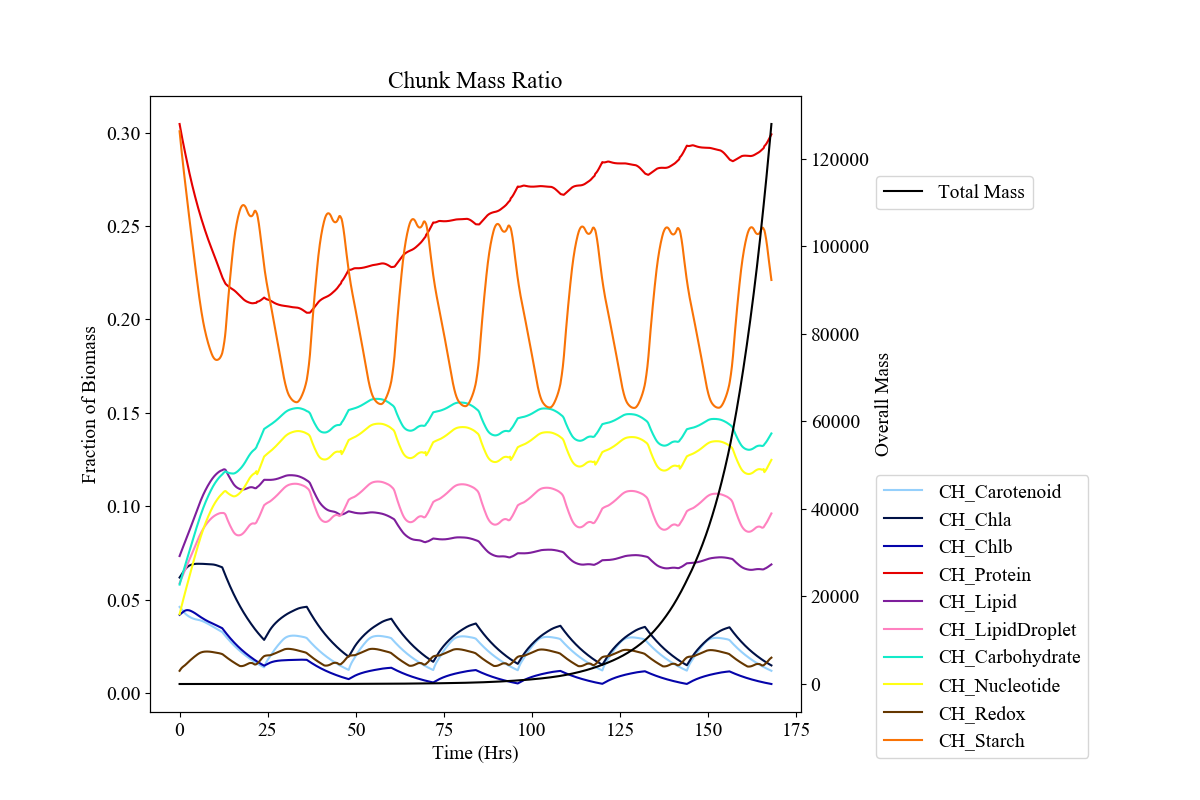 Chunk Mass Ratio
0.30
0.25
0.20
0.15
0.10
0.05
0.00
Fraction of Biomass
0
25
50
75
100
125
150
175
Time (Hrs)
120000
100000
80000
60000
40000
20000
0
Overall Mass
Total Mass
CH_Carotenoid
CH_Chla
CH_Chlb
CH_Protein
CH_Lipid
CH_LipidDroplet
CH_Carbohydrate
CH_Nucleotide
CH_Redox
CH_Starch